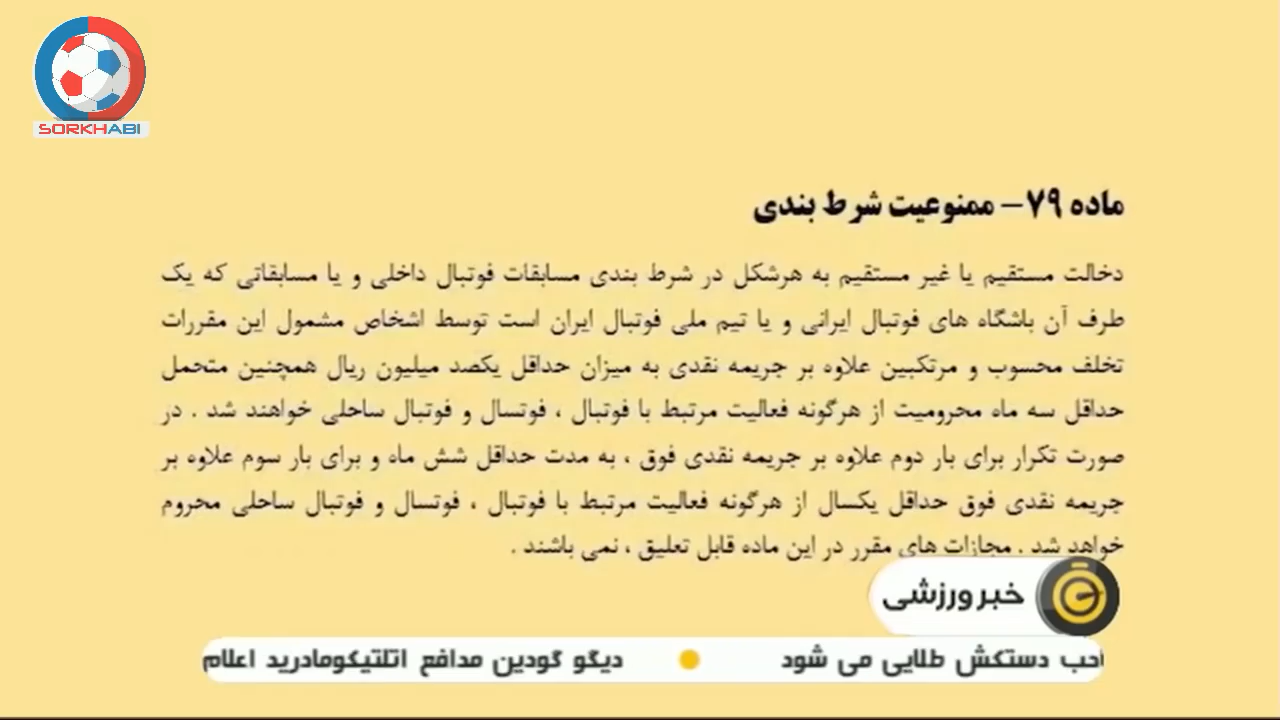 SORKHABI
ماده ۷۹- ممنوعیت شرط بندی
دخالت مستقیم یا غیر مستقیم به هرشکل در شرط بندی مسابقات فوتبال داخلی و یا مسابقاتی که یک
طرف آن باشگاه های فوتبال ایرانی و یا تیم ملی فوتبال ایران است توسط اشخاص مشمول این مقررات
تخلف محسوب و مرتکبین علاوه بر جریمه نقدی به میزان حداقل یکصد میلیون ریال همچنین متحمل
حداقل سه ماه محرومیت از هرگونه فعالیت مرتبط با فوتبال ، فوتسال و فوتبال ساحلی خواهند شد . در
صورت تکرار برای بار دوم علاوه بر جریمه نقدی فوق ، به مدت حداقل شش ماه و برای بار سوم علاوه بر
جریمه نقدی فوق حداقل یکسال از هرگونه فعالیت مرتبط با فوتبال ، فوتسال و فوتبال ساحلی محروم
خواهد شد . مجازات های مقرر در این ماده قابل تعلیق ، نمی باشند .
خبرورزشی
احب دستکش طلایی می شود ● دیگو گودین مدافع اتلتیکومادرید اعلام